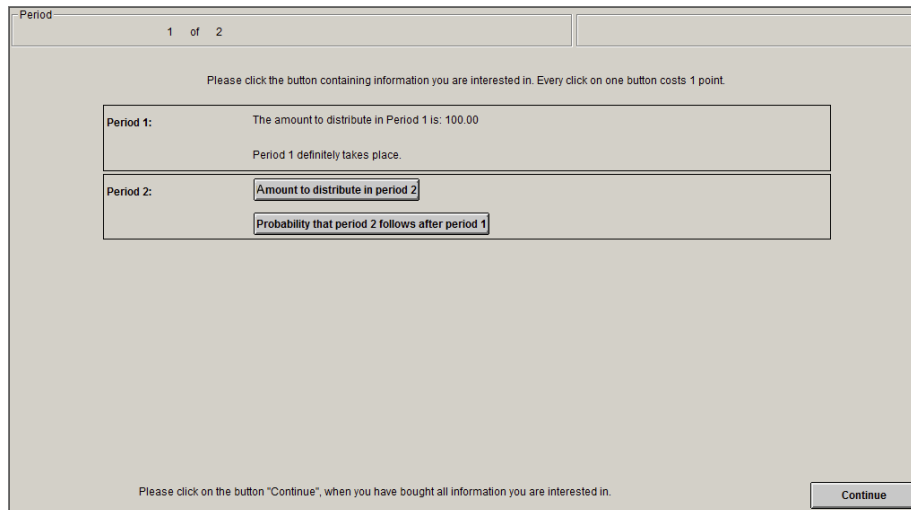 Period
1 of 2
Please click the button containing information you are interested in. Every click on one button costs 1 point.
Period 1:
The amount to distribute in Period 1 is: 100.00
Period 1 definitely takes place.
Period 2:
Amount to distribute in period 2
Probability that period 2 follows after period 1
Please click on the button "Continue", when you have bought all information you are interested in.
Continue